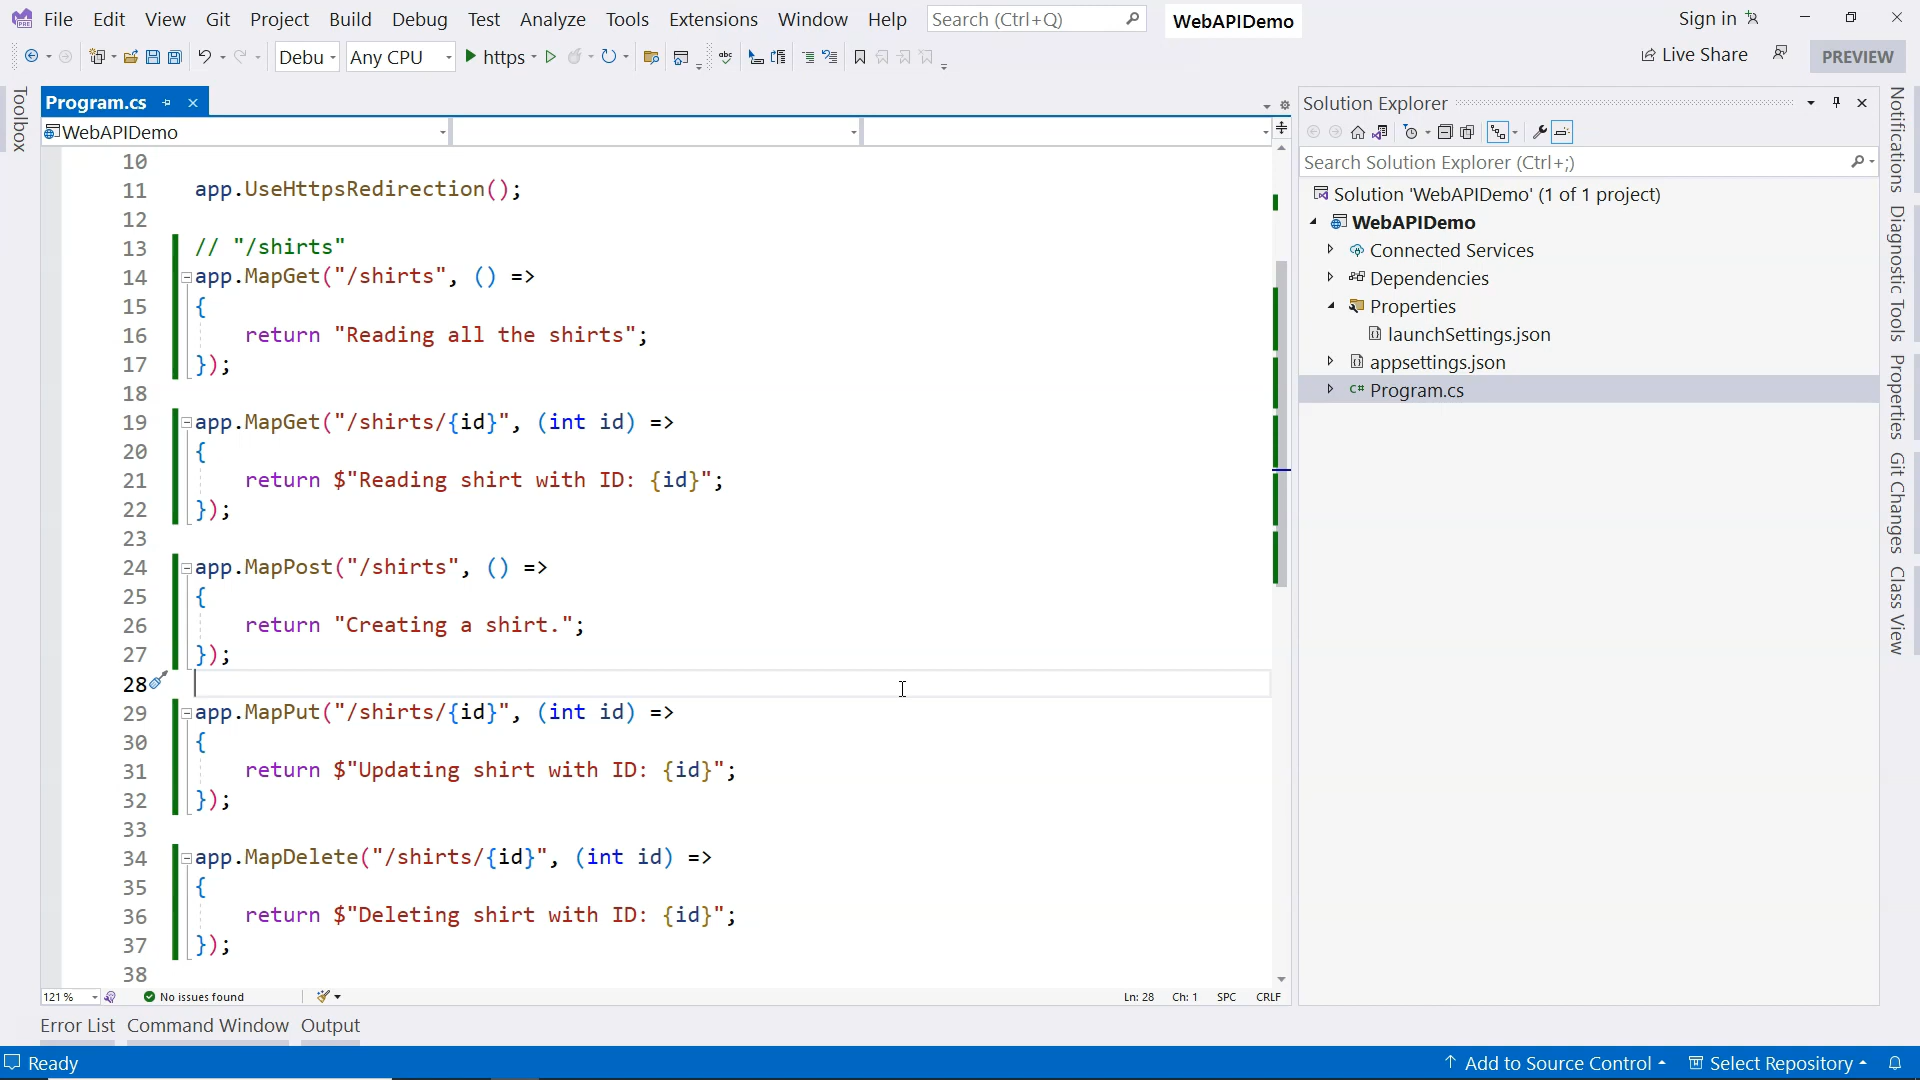 File Edit View Git Project Build Debug Test Analyze Tools Extensions Window Help Search (Ctrl+Q) WebAPIDemo Sign in
Debu Any CPU https Live Share PREVIEW
Toolbox
Program.cs
WebAPIDemo
10
11 app.UseHttpsRedirection();
12
13 // "/shirts"
14 app.MapGet("/shirts", () =>
15 {
16 return "Reading all the shirts";
17 });
18
19 app.MapGet("/shirts/{id}", (int id) =>
20 {
21 return $"Reading shirt with ID: {id}";
22 });
23
24 app.MapPost("/shirts", () =>
25 {
26 return "Creating a shirt.";
27 });
28
29 app.MapPut("/shirts/{id}", (int id) =>
30 {
31 return $"Updating shirt with ID: {id}";
32 });
33
34 app.MapDelete("/shirts/{id}", (int id) =>
35 {
36 return $"Deleting shirt with ID: {id}";
37 });
38
121 % No issues found Ln: 28 Ch: 1 SPC CRLF
Error List Command Window Output
Solution Explorer
Search Solution Explorer (Ctrl+;)
Solution 'WebAPIDemo' (1 of 1 project)
WebAPIDemo
Connected Services
Dependencies
Properties
launchSettings.json
appsettings.json
C# Program.cs
Notifications
Diagnostic Tools
Properties
Git Changes
Class View
Ready Add to Source Control Select Repository